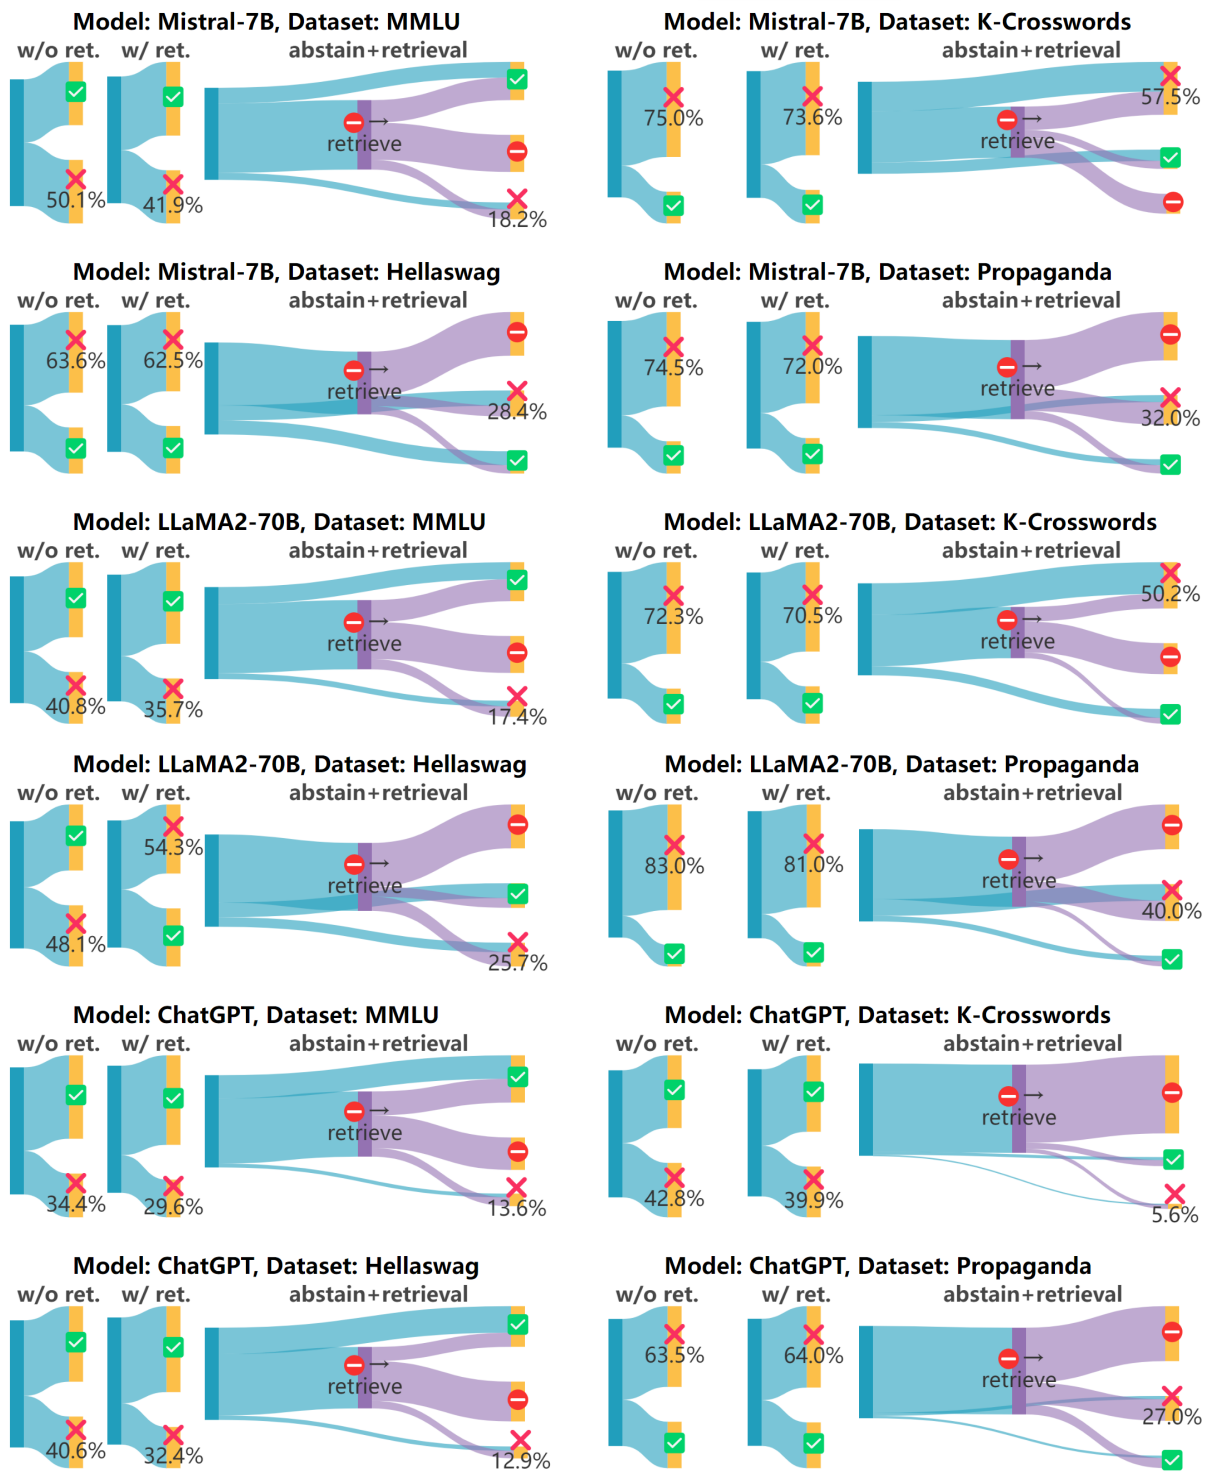 Model: Mistral-7B, Dataset: MMLU
w/o ret. w/ ret. abstain+retrieval
→
retrieve
50.1% 41.9% 18.2%
Model: Mistral-7B, Dataset: K-Crosswords
w/o ret. w/ ret. abstain+retrieval
57.5%
75.0% 73.6% →
retrieve
Model: Mistral-7B, Dataset: Hellaswag
w/o ret. w/ ret. abstain+retrieval
63.6% 62.5% →
retrieve
28.4%
Model: Mistral-7B, Dataset: Propaganda
w/o ret. w/ ret. abstain+retrieval
74.5% 72.0% →
retrieve
32.0%
Model: LLaMA2-70B, Dataset: MMLU
w/o ret. w/ ret. abstain+retrieval
→
retrieve
40.8% 35.7% 17.4%
Model: LLaMA2-70B, Dataset: K-Crosswords
w/o ret. w/ ret. abstain+retrieval
50.2%
72.3% 70.5% →
retrieve
Model: LLaMA2-70B, Dataset: Hellaswag
w/o ret. w/ ret. abstain+retrieval
54.3% →
retrieve
48.1% 25.7%
Model: LLaMA2-70B, Dataset: Propaganda
w/o ret. w/ ret. abstain+retrieval
83.0% 81.0% →
retrieve
40.0%
Model: ChatGPT, Dataset: MMLU
w/o ret. w/ ret. abstain+retrieval
→
retrieve
34.4% 29.6% 13.6%
Model: ChatGPT, Dataset: K-Crosswords
w/o ret. w/ ret. abstain+retrieval
→
retrieve
42.8% 39.9% 5.6%
Model: ChatGPT, Dataset: Hellaswag
w/o ret. w/ ret. abstain+retrieval
→
retrieve
40.6% 32.4% 12.9%
Model: ChatGPT, Dataset: Propaganda
w/o ret. w/ ret. abstain+retrieval
63.5% 64.0% →
retrieve
27.0%